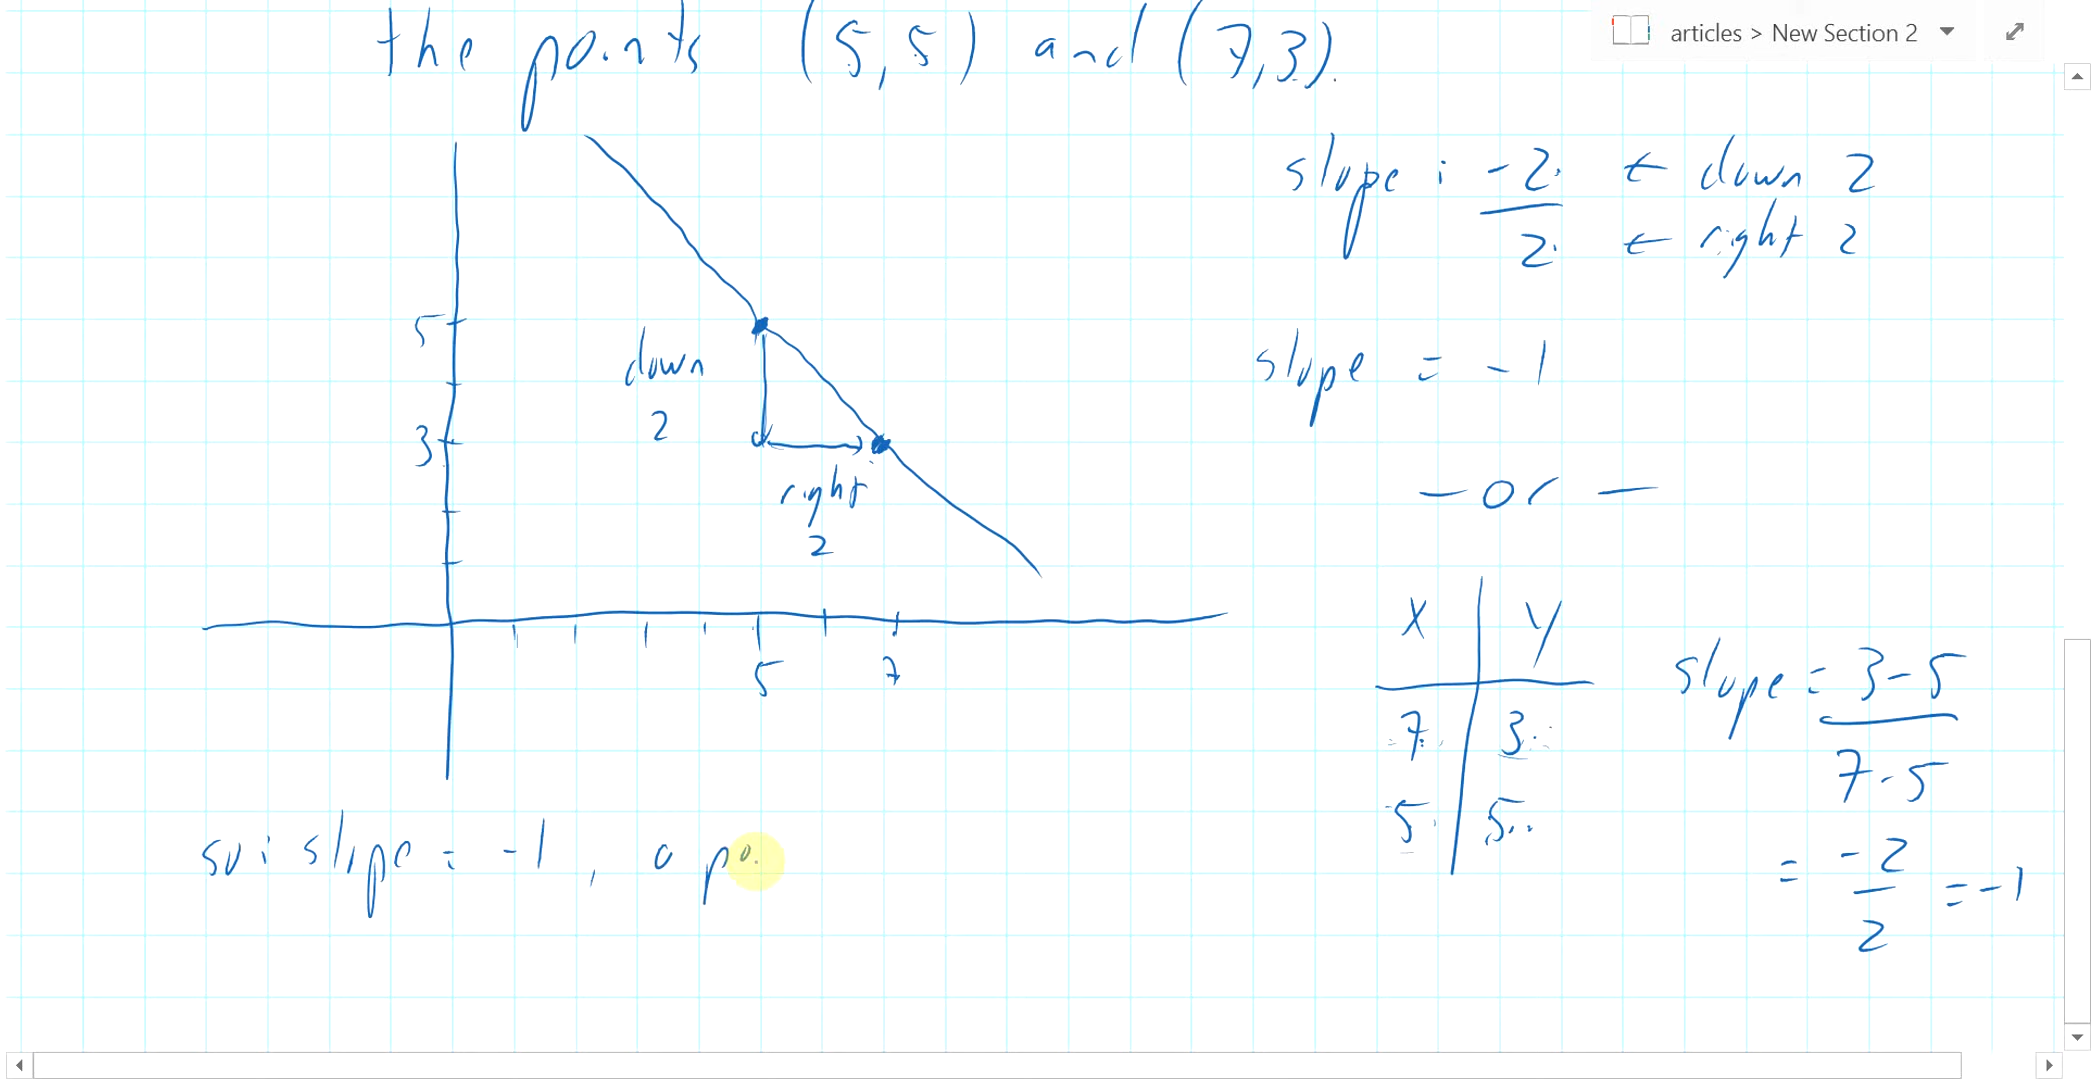 the points (5,5) and (7,3).
articles > New Section 2
slope : -2 ← down 2
2 ← right 2
5
down
2
slope = -1
3
right
2
— or —
x y
5 7
slope = 3-5
7-5
7 3
5 5
so: slope = -1, a po
= -2 = -1
2